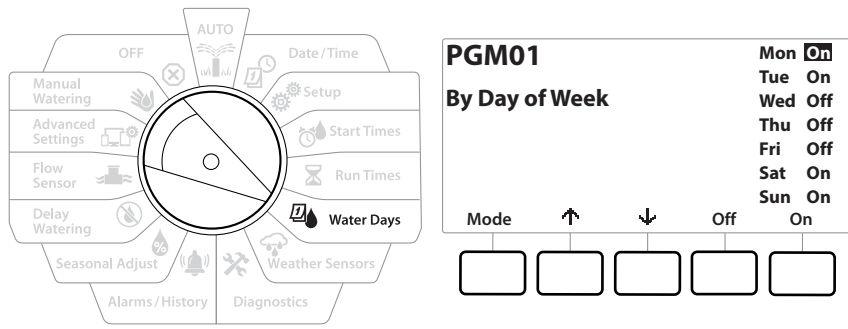 AUTO
OFF
Date / Time
Manual
Watering
Setup
Advanced
Settings
Start Times
Flow
Sensor
Run Times
Delay
Watering
Water Days
Seasonal Adjust
Weather Sensors
Alarms / History
Diagnostics
PGM01
By Day of Week
Mon On
Tue On
Wed Off
Thu Off
Fri Off
Sat On
Sun On
Mode ↑ ↓ Off On